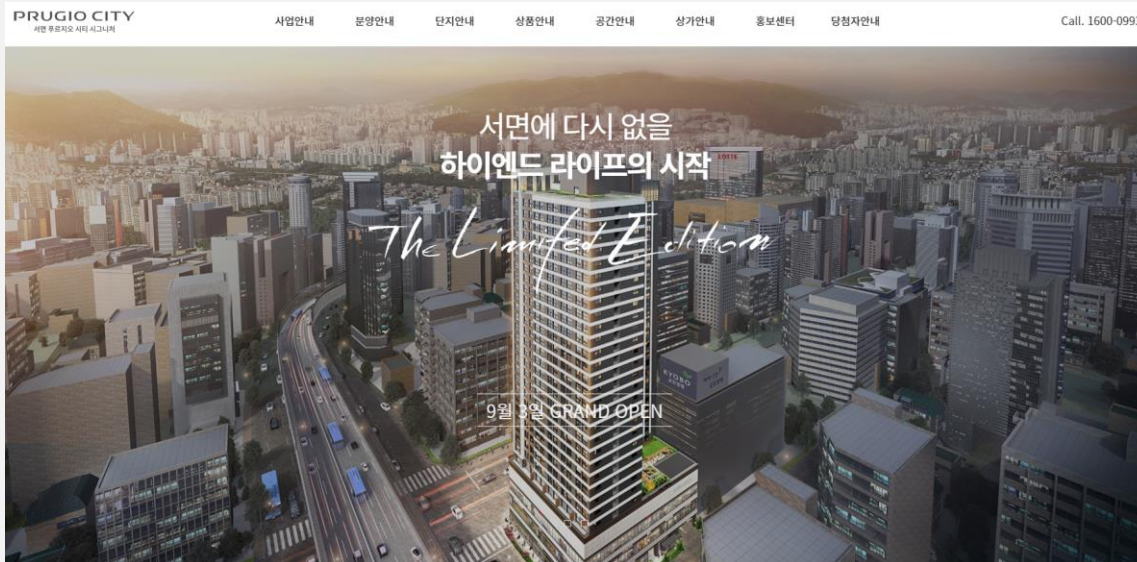 PRUGIO CITY
서면 푸르지오 시티 시그니처
사업안내 분양안내 단지안내 상품안내 공간안내 상가안내 홍보센터 당첨자안내
Call. 1600-099
서면에 다시 없을
하이엔드 라이프의 시작
LOTTE
The Limited Edition
KYOBO
9월 3일 GRAND OPEN